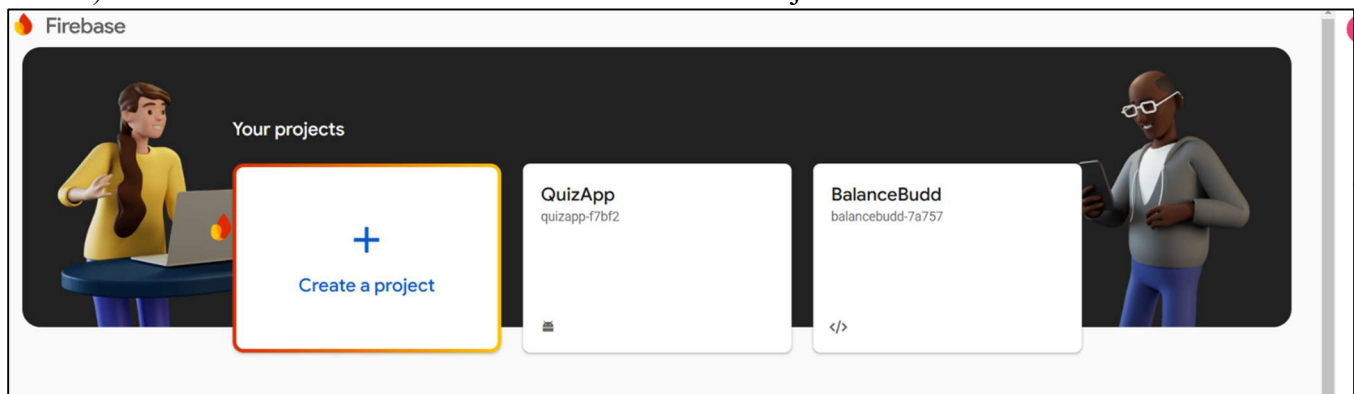 Firebase
Your projects
Create a project
QuizApp
quizapp-f7bf2
BalanceBudd
balancebudd-7a757
</>